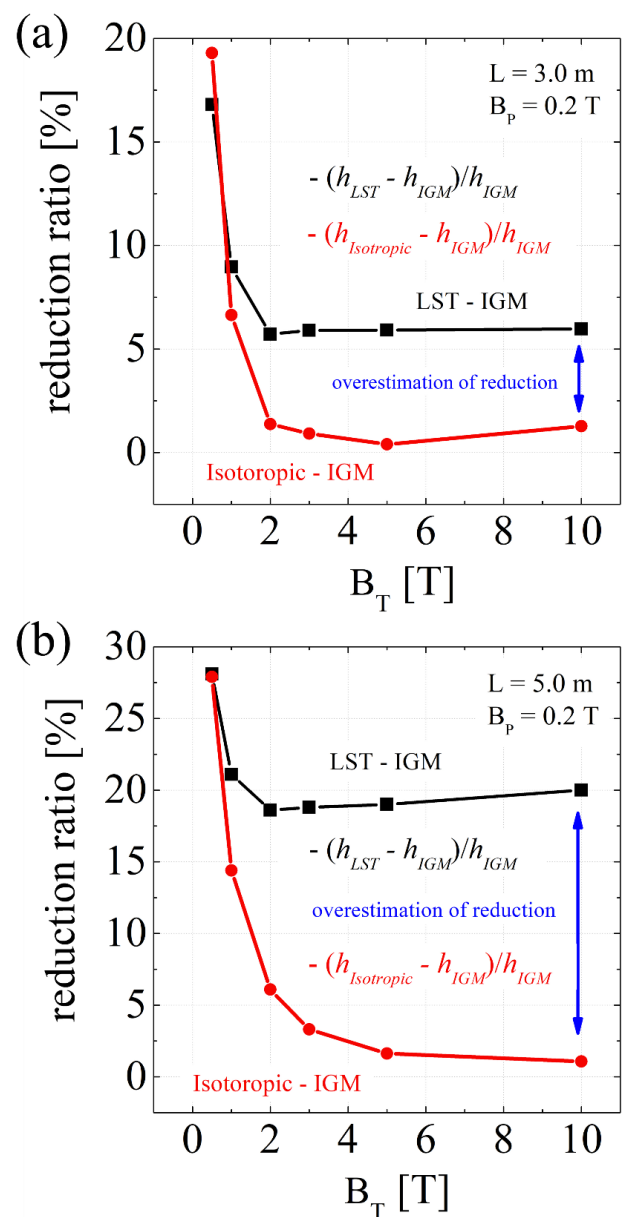 (a)
reduction ratio [%]
20
15
10
5
0
L = 3.0 m
B_P = 0.2 T
- (h_LST - h_IGM)/h_IGM
- (h_Isotropic - h_IGM)/h_IGM
LST - IGM
overestimation of reduction
Isotoropic - IGM
0 2 4 6 8 10
B_T [T]
(b)
reduction ratio [%]
30
25
20
15
10
5
0
L = 5.0 m
B_P = 0.2 T
LST - IGM
- (h_LST - h_IGM)/h_IGM
overestimation of reduction
- (h_Isotropic - h_IGM)/h_IGM
Isotoropic - IGM
0 2 4 6 8 10
B_T [T]